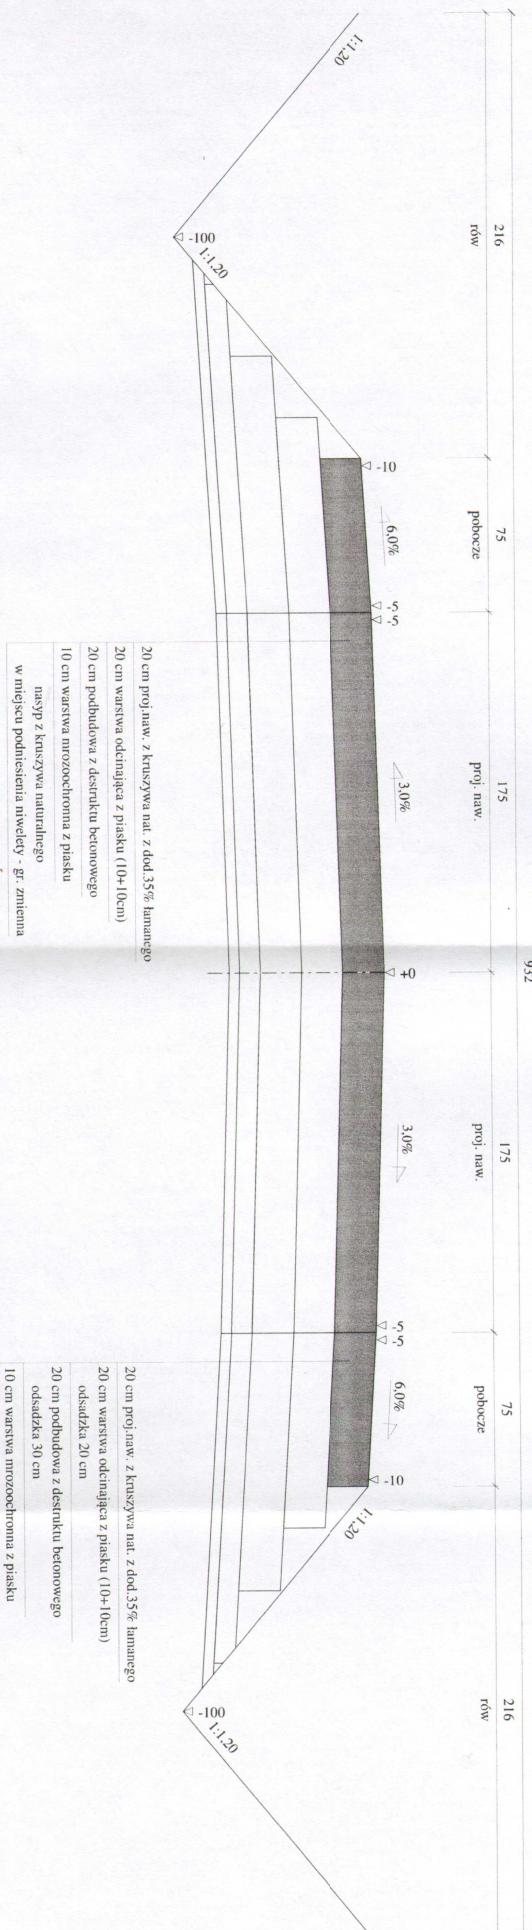 932
216
75
175
175
75
216
rów
pobocze
proj. naw.
proj. naw.
pobocze
rów
1:1,20
-100
1:1,20
-10
6,0%
-5
-5
3,0%
+0
3,0%
-5
-5
6,0%
-10
1:1,20
-100
1:1,20
20 cm proj.naw. z kruszywa nat. z dod.35% łamanego
20 cm warstwa odcinająca z piasku (10+10cm)
20 cm podbudowa z destruktu betonowego
10 cm warstwa mrozoochronna z piasku
nasyp z kruszywa naturalnego
w miejscu podniesienia niwelety - gr. zmienna
20 cm proj.naw. z kruszywa nat. z dod.35% łamanego
20 cm warstwa odcinająca z piasku (10+10cm)
odsadzka 20 cm
20 cm podbudowa z destruktu betonowego
odsadzka 30 cm
10 cm warstwa mrozoochronna z piasku